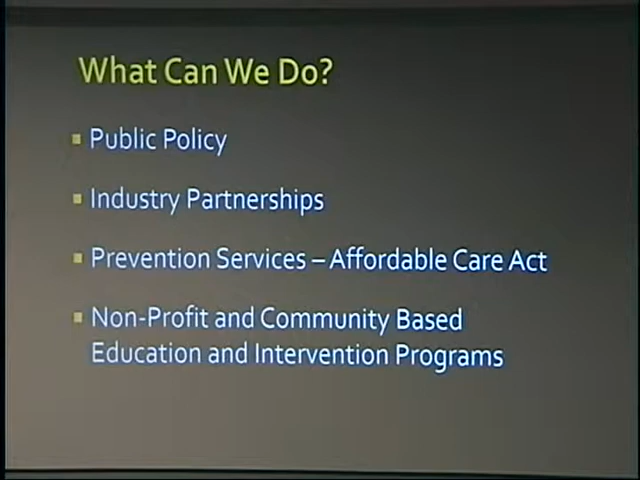 What Can We Do?
Public Policy
Industry Partnerships
Prevention Services – Affordable Care Act
Non-Profit and Community Based
Education and Intervention Programs